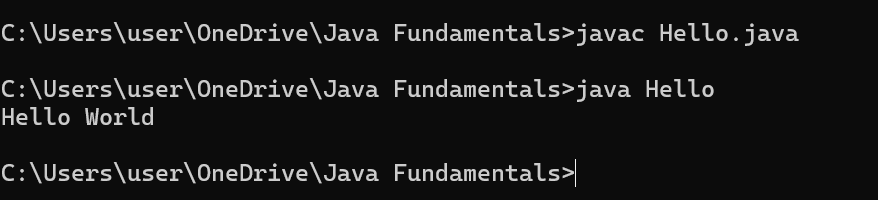 C:\Users\user\OneDrive\Java Fundamentals>javac Hello.java
C:\Users\user\OneDrive\Java Fundamentals>java Hello
Hello World
C:\Users\user\OneDrive\Java Fundamentals>